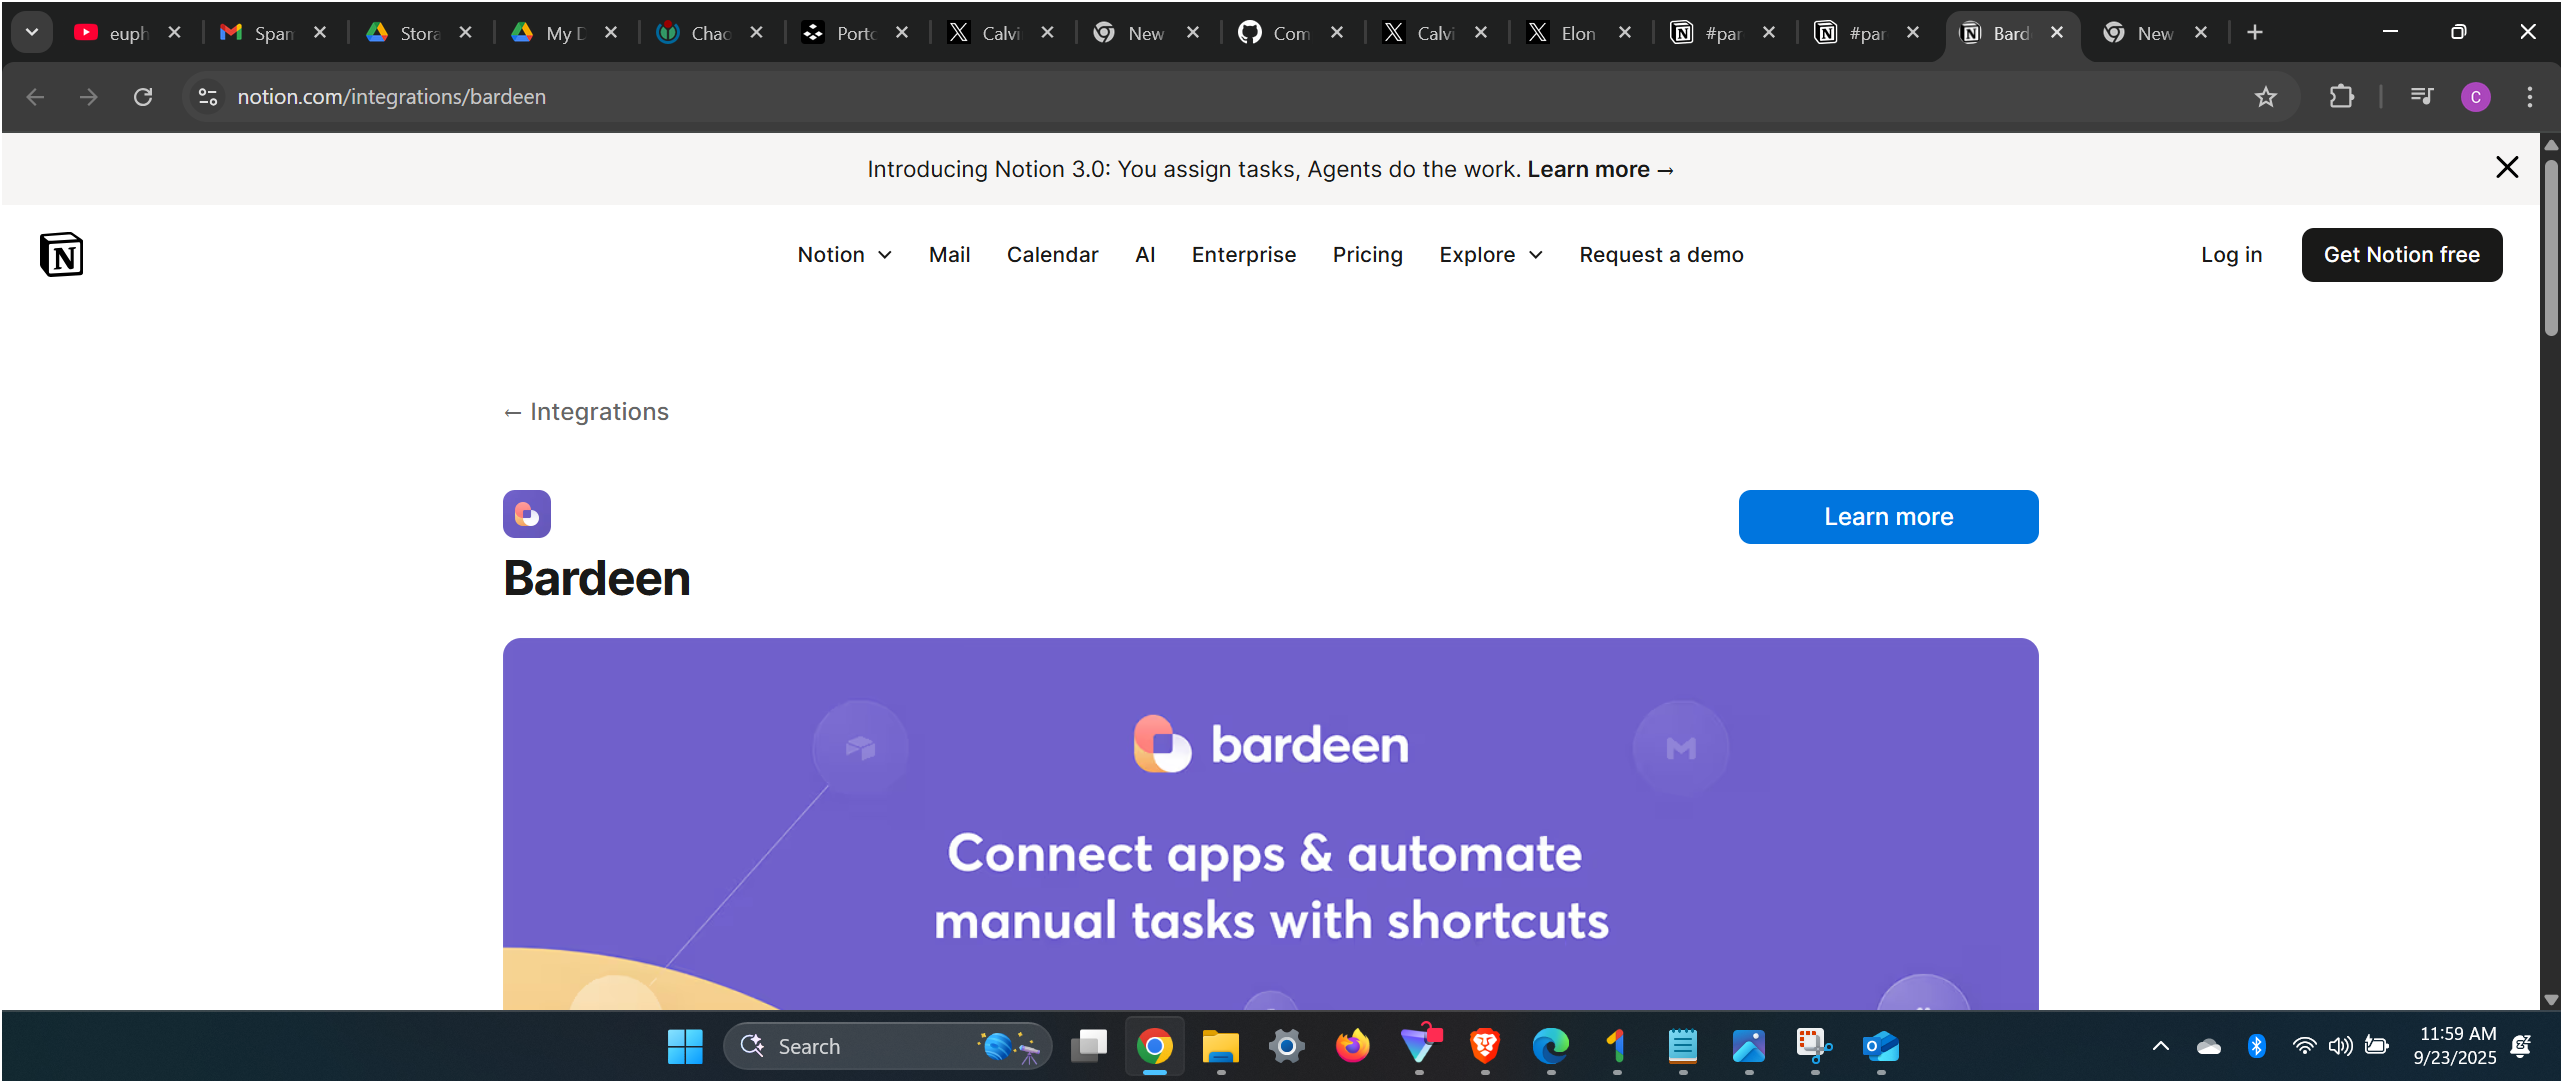 euph
Spam
Stora
My D
Chao
Porto
Calvi
New
Com
Calvi
Elon
#par
#par
Bard
New
notion.com/integrations/bardeen
C
Introducing Notion 3.0: You assign tasks, Agents do the work. Learn more →
N
Notion Mail Calendar AI Enterprise Pricing Explore Request a demo
Log in Get Notion free
← Integrations
Learn more
Bardeen
bardeen
Connect apps & automate
manual tasks with shortcuts
Search
11:59 AM
9/23/2025